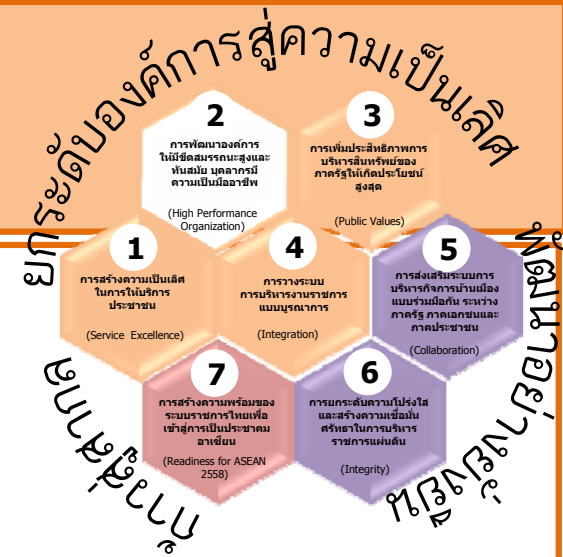 ยกระดับองค์การสู่ความเป็นเลิศ
2
การพัฒนาองค์การ
ให้มีขีดสมรรถนะสูงและ
ทันสมัย บุคลากรมี
ความเป็นมืออาชีพ
(High Performance
Organization)
3
การเพิ่มประสิทธิภาพการ
บริหารสินทรัพย์ของ
ภาครัฐให้เกิดประโยชน์
สูงสุด
(Public Values)
1
การสร้างความเป็นเลิศ
ในการให้บริการ
ประชาชน
(Service Excellence)
4
การวางระบบ
การบริหารงานราชการ
แบบบูรณาการ
(Integration)
5
การส่งเสริมระบบการ
บริหารกิจการบ้านเมือง
แบบร่วมมือกัน ระหว่าง
ภาครัฐ ภาคเอกชนและ
ภาคประชาชน
(Collaboration)
พัฒนาอย่างยั่งยืน
7
การสร้างความพร้อมของ
ระบบราชการไทยเพื่อ
เข้าสู่การเป็นประชาคม
อาเซียน
(Readiness for ASEAN
2558)
6
การยกระดับความโปร่งใส
และสร้างความเชื่อมั่น
ศรัทธาในการบริหาร
ราชการแผ่นดิน
(Integrity)
ก้าวสู่สากล